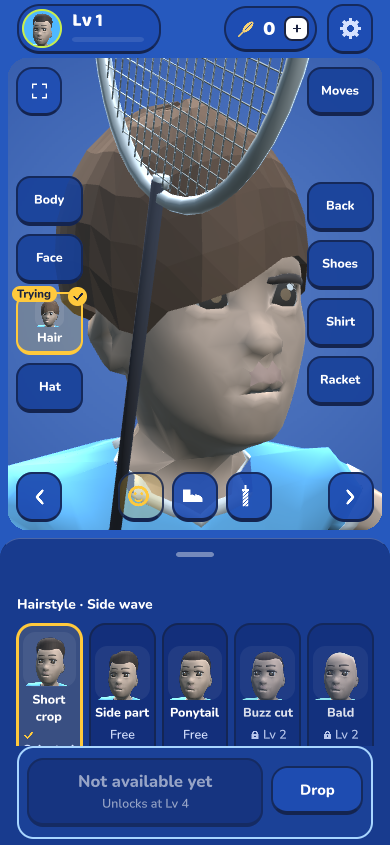 Lv 1
0
+
Moves
Body
Back
Face
Shoes
Trying
Hair
Shirt
Hat
Racket
Hairstyle · Side wave
Short crop
Side part
Free
Ponytail
Free
Buzz cut
Lv 2
Bald
Lv 2
Not available yet
Unlocks at Lv 4
Drop